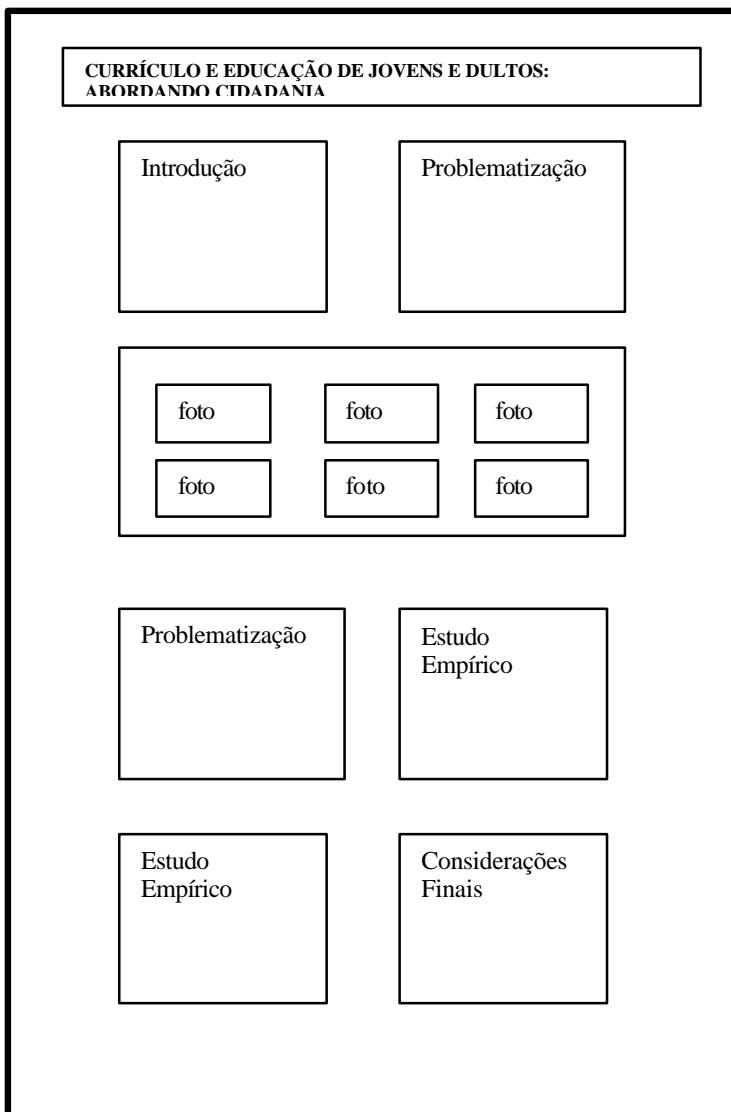 CURRÍCULO E EDUCAÇÃO DE JOVENS E DULTOS:
ABORDANDO CIDADANIA
Introdução
Problematização
foto
foto
foto
foto
foto
foto
Problematização
Estudo
Empírico
Estudo
Empírico
Considerações
Finais